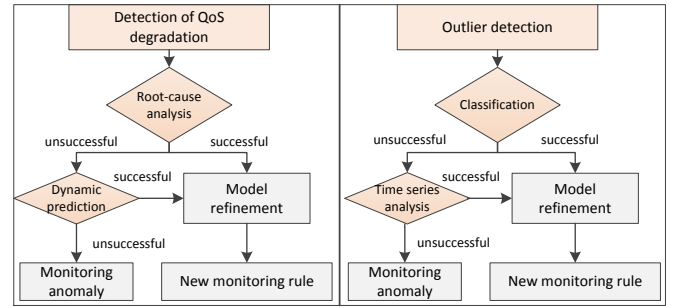 Detection of QoS
degradation
Root-cause
analysis
unsuccessful
successful
Dynamic
prediction
successful
Model
refinement
unsuccessful
Monitoring
anomaly
New monitoring rule
Outlier detection
Classification
unsuccessful
successful
Time series
analysis
successful
Model
refinement
unsuccessful
Monitoring
anomaly
New monitoring rule